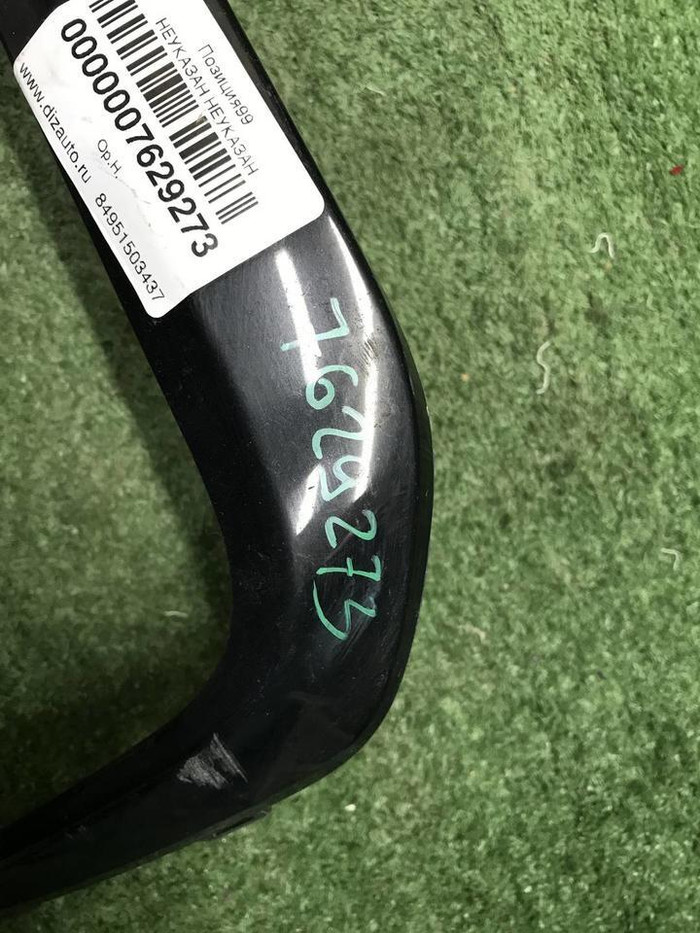 Позиция99
НЕУКАЗАН НЕУКАЗАН
0000007629273
Ор.Н.
www.dizauto.ru 84951503437
7629273